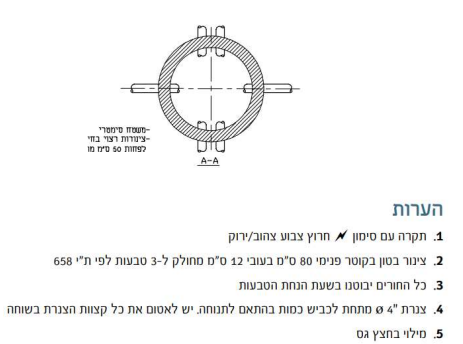 -משטח סימטרי
-צינורות רצוי בחי
לפחות 50 ס"מ מו
A-A
הערות
1. תקרה עם סימון חרוץ צבוע צהוב/ירוק
2. צינור בטון בקוטר פנימי 80 ס"מ בעובי 12 ס"מ מחולק ל-3 טבעות לפי ת"י 658
3. כל החורים יבוטנו בשעת הנחת הטבעות
4. צנרת "4 Ø מתחת לכביש כמות בהתאם לתנוחה. יש לאטום את כל קצוות הצנרת בשוחה
5. מילוי בחצץ גס